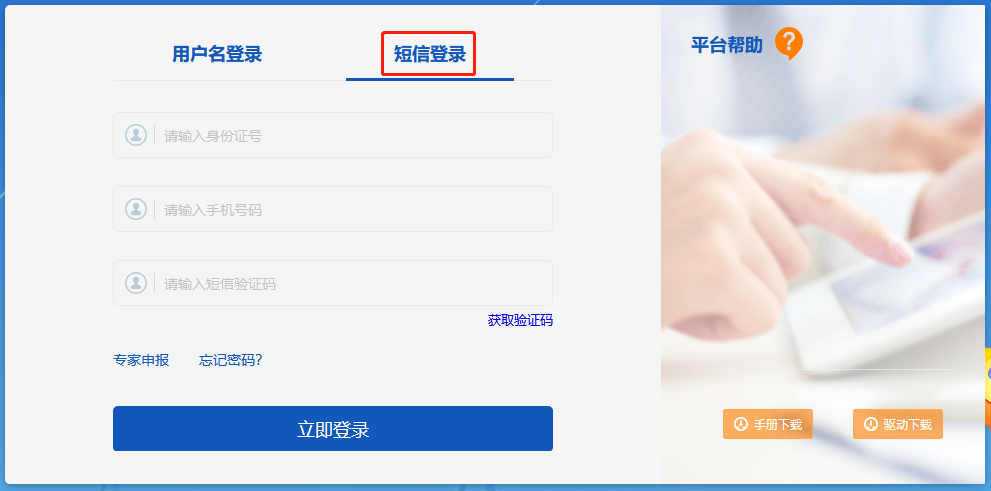 用户名登录
短信登录
平台帮助
?
请输入身份证号
请输入手机号码
请输入短信验证码
获取验证码
专家申报
忘记密码?
立即登录
手册下载
驱动下载